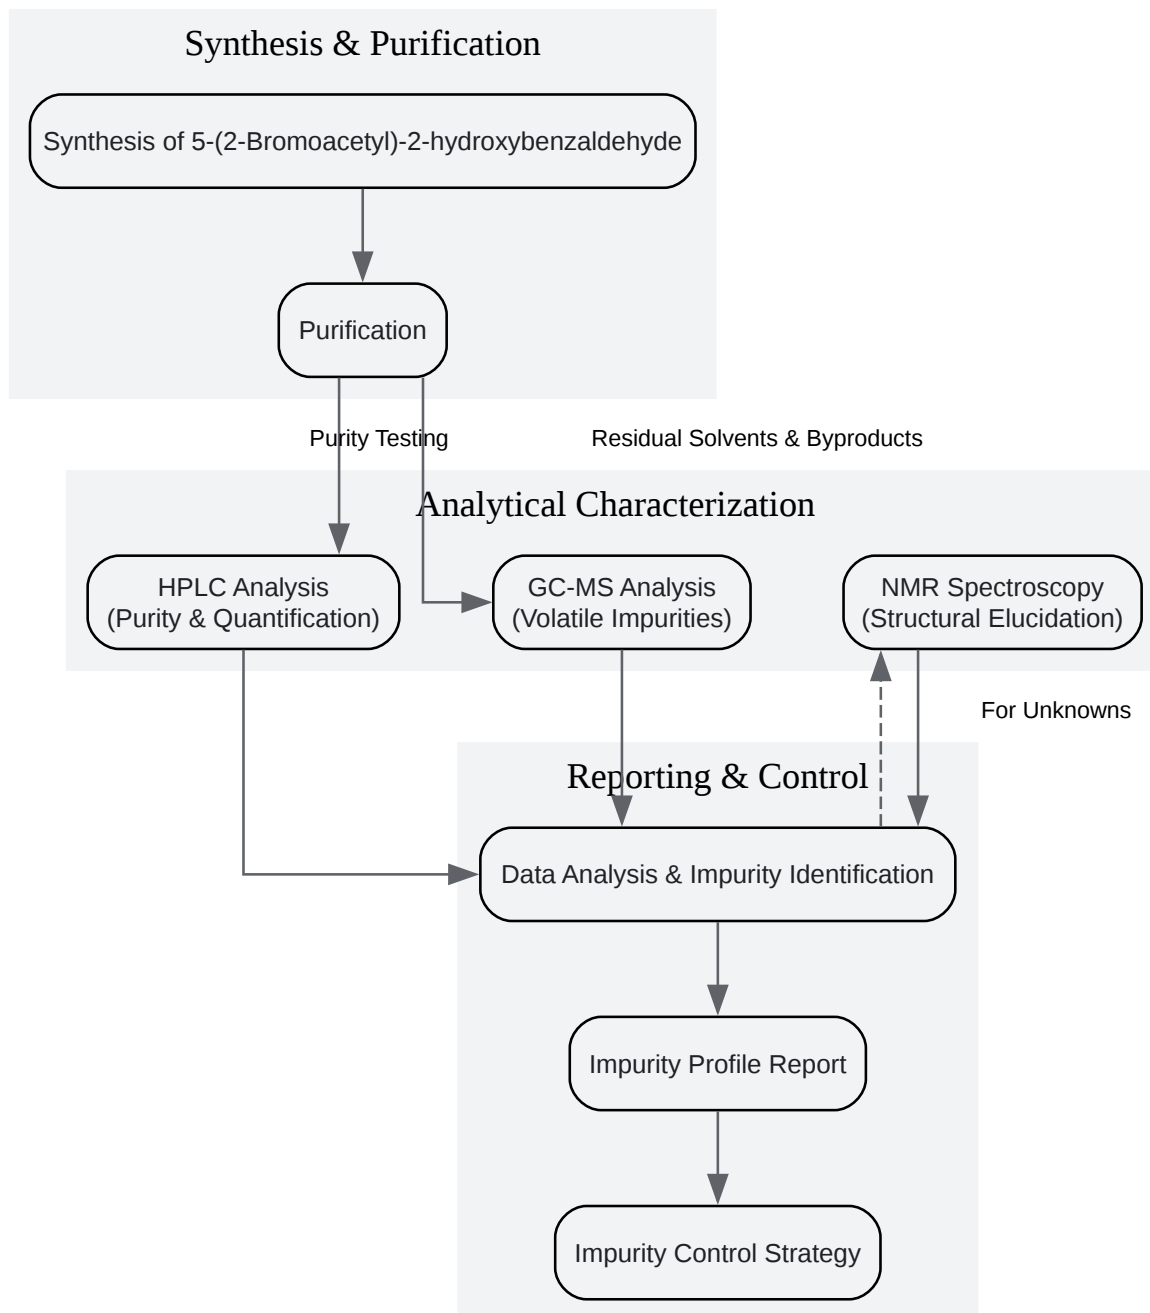 Synthesis & Purification
Synthesis of 5-(2-Bromoacetyl)-2-hydroxybenzaldehyde
Purification
Purity Testing
Residual Solvents & Byproducts
Analytical Characterization
HPLC Analysis
(Purity & Quantification)
GC-MS Analysis
(Volatile Impurities)
NMR Spectroscopy
(Structural Elucidation)
For Unknowns
Reporting & Control
Data Analysis & Impurity Identification
Impurity Profile Report
Impurity Control Strategy